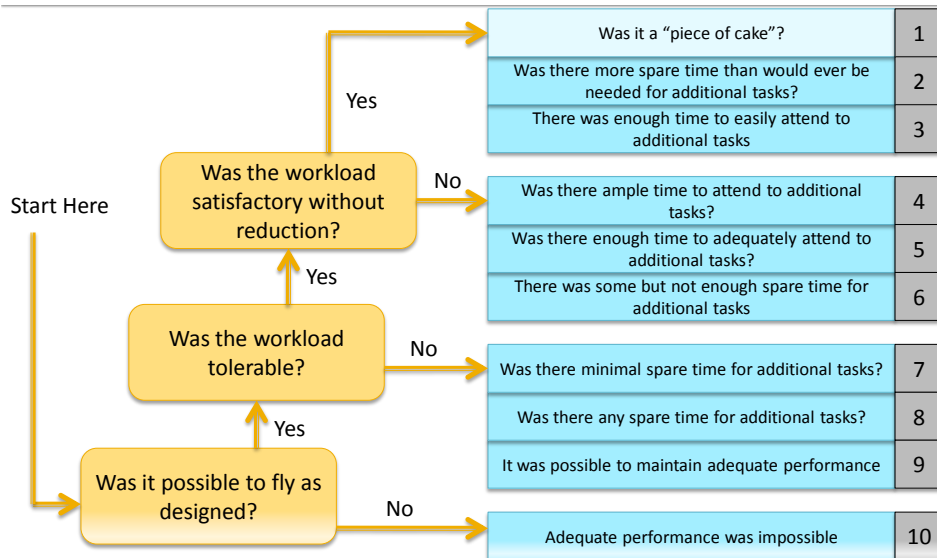 Was it a “piece of cake”?
1
Was there more spare time than would ever be
needed for additional tasks?
2
There was enough time to easily attend to
additional tasks
3
Yes
Was the workload
satisfactory without
reduction?
No
Was there ample time to attend to additional
tasks?
4
Was there enough time to adequately attend to
additional tasks?
5
There was some but not enough spare time for
additional tasks
6
Start Here
Yes
Was the workload
tolerable?
No
Was there minimal spare time for additional tasks?
7
Was there any spare time for additional tasks?
8
It was possible to maintain adequate performance
9
Yes
Was it possible to fly as
designed?
No
Adequate performance was impossible
10